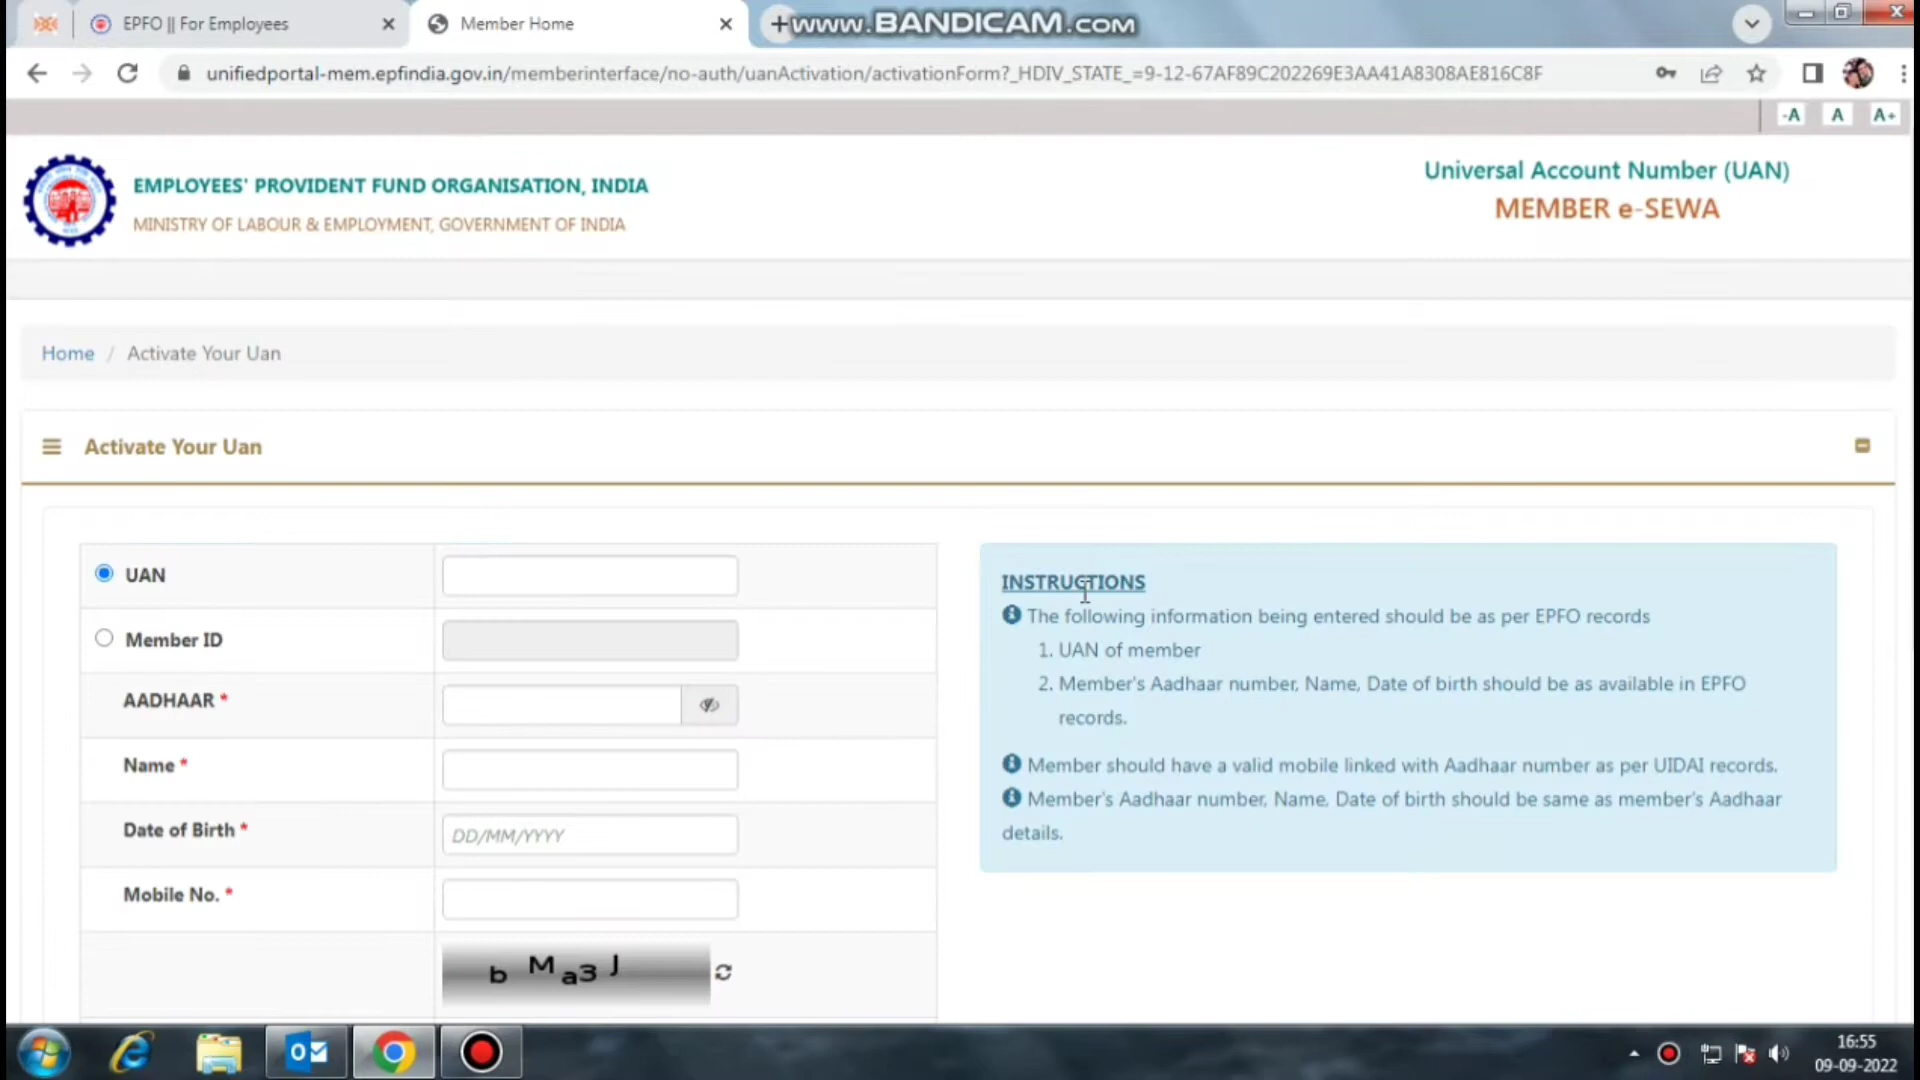 EPFO || For Employees
Member Home
www.BANDICAM.com
unifiedportal-mem.epfindia.gov.in/memberinterface/no-auth/uanActivation/activationForm?_HDIV_STATE_=9-12-67AF89C202269E3AA41A8308AE816C8F
-A A A+
EMPLOYEES' PROVIDENT FUND ORGANISATION, INDIA
MINISTRY OF LABOUR & EMPLOYMENT, GOVERNMENT OF INDIA
Universal Account Number (UAN)
MEMBER e-SEWA
Home / Activate Your Uan
Activate Your Uan
UAN
Member ID
AADHAAR *
Name *
Date of Birth *
DD/MM/YYYY
Mobile No. *
b M a3 J
INSTRUCTIONS
The following information being entered should be as per EPFO records
1. UAN of member
2. Member's Aadhaar number, Name, Date of birth should be as available in EPFO
records.
Member should have a valid mobile linked with Aadhaar number as per UIDAI records.
Member's Aadhaar number, Name, Date of birth should be same as member's Aadhaar
details.
16:55
09-09-2022